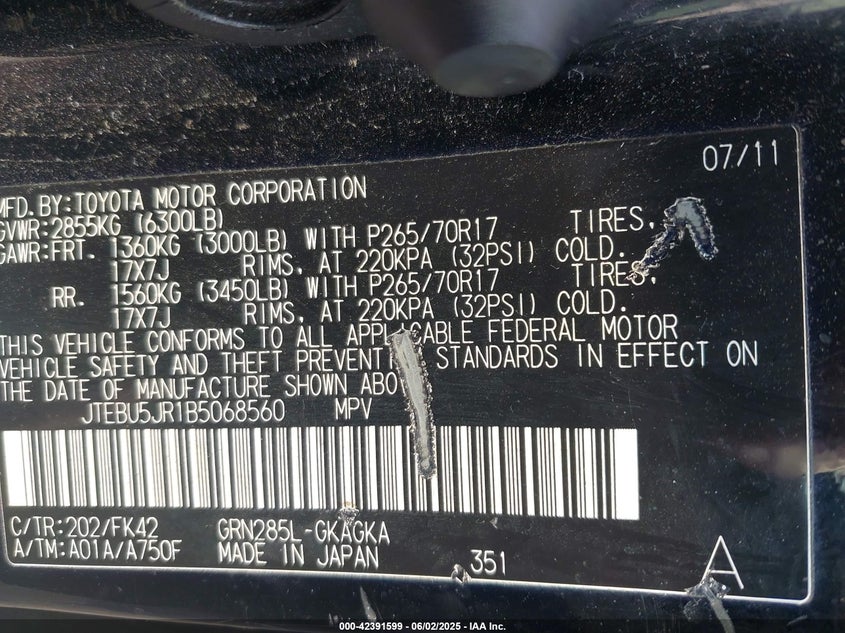 07/11
MFD. BY: TOYOTA MOTOR CORPORATION
GVWR: 2855KG (6300LB)
GAWR: FRT. 1360KG (3000LB) WITH P265/70R17 TIRES,
17X7J RIMS, AT 220KPA (32PSI) COLD.
RR. 1560KG (3450LB) WITH P265/70R17 TIRES,
17X7J RIMS, AT 220KPA (32PSI) COLD.
THIS VEHICLE CONFORMS TO ALL APPLICABLE FEDERAL MOTOR
VEHICLE SAFETY AND THEFT PREVENTI STANDARDS IN EFFECT ON
THE DATE OF MANUFACTURE SHOWN ABO
JTEBU5JR1B5068560 MPV
C/TR: 202/FK42 GRN285L-GKAGKA
A/TM: A01A/A750F MADE IN JAPAN 351 A
000-42391599 - 06/02/2025 - IAA Inc.